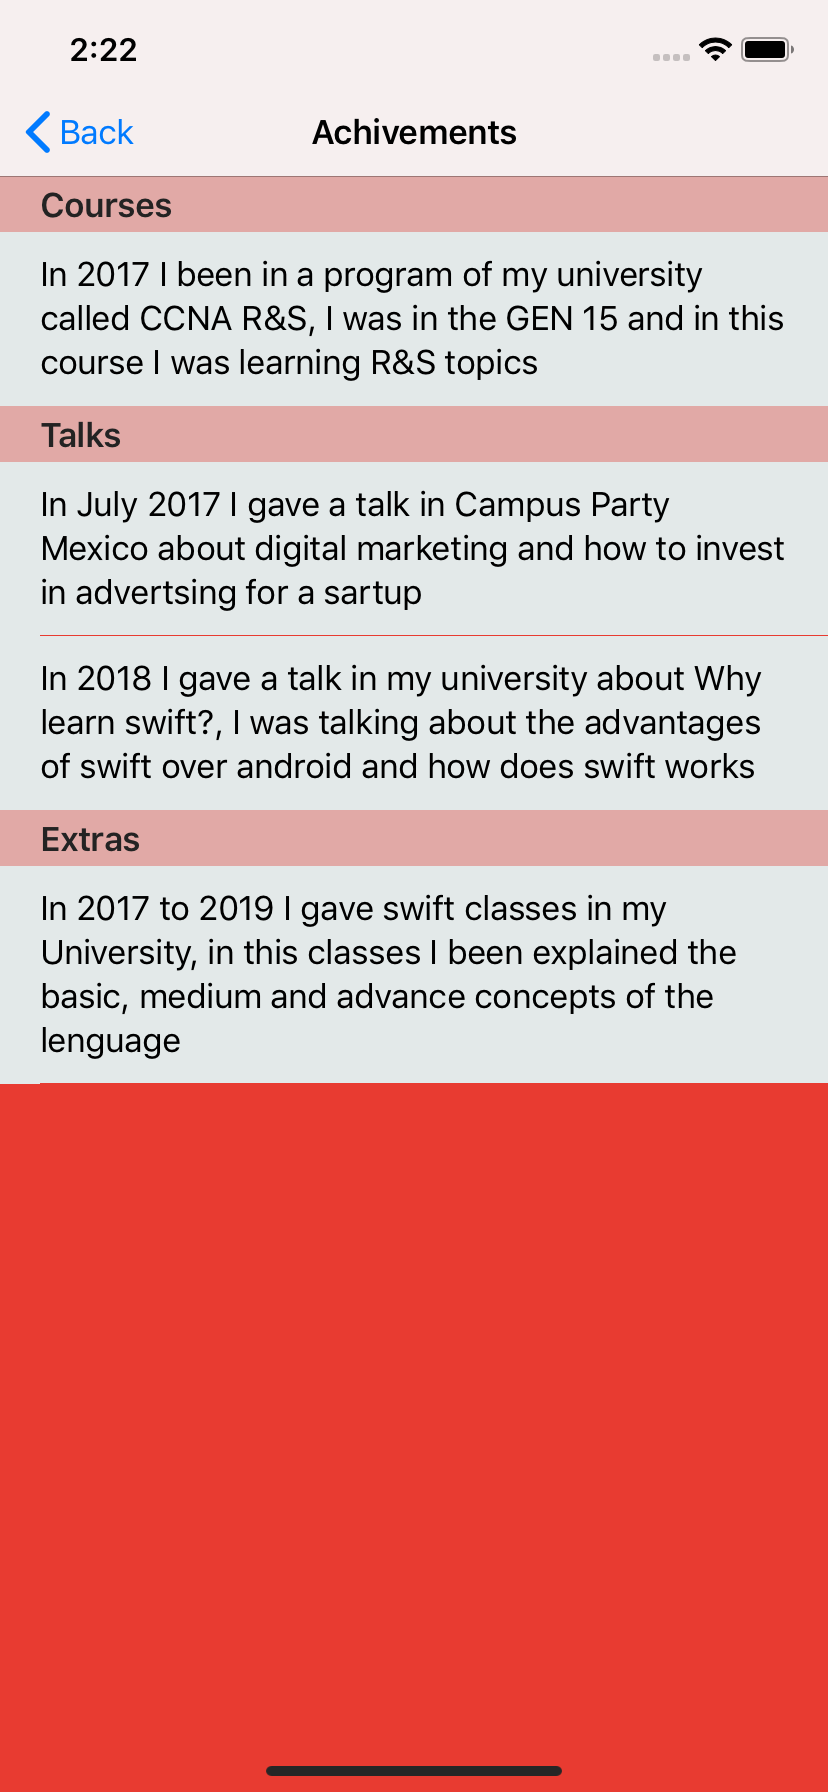 2:22
Back
Achivements
Courses
In 2017 I been in a program of my university
called CCNA R&S, I was in the GEN 15 and in this
course I was learning R&S topics
Talks
In July 2017 I gave a talk in Campus Party
Mexico about digital marketing and how to invest
in advertsing for a sartup
In 2018 I gave a talk in my university about Why
learn swift?, I was talking about the advantages
of swift over android and how does swift works
Extras
In 2017 to 2019 I gave swift classes in my
University, in this classes I been explained the
basic, medium and advance concepts of the
lenguage